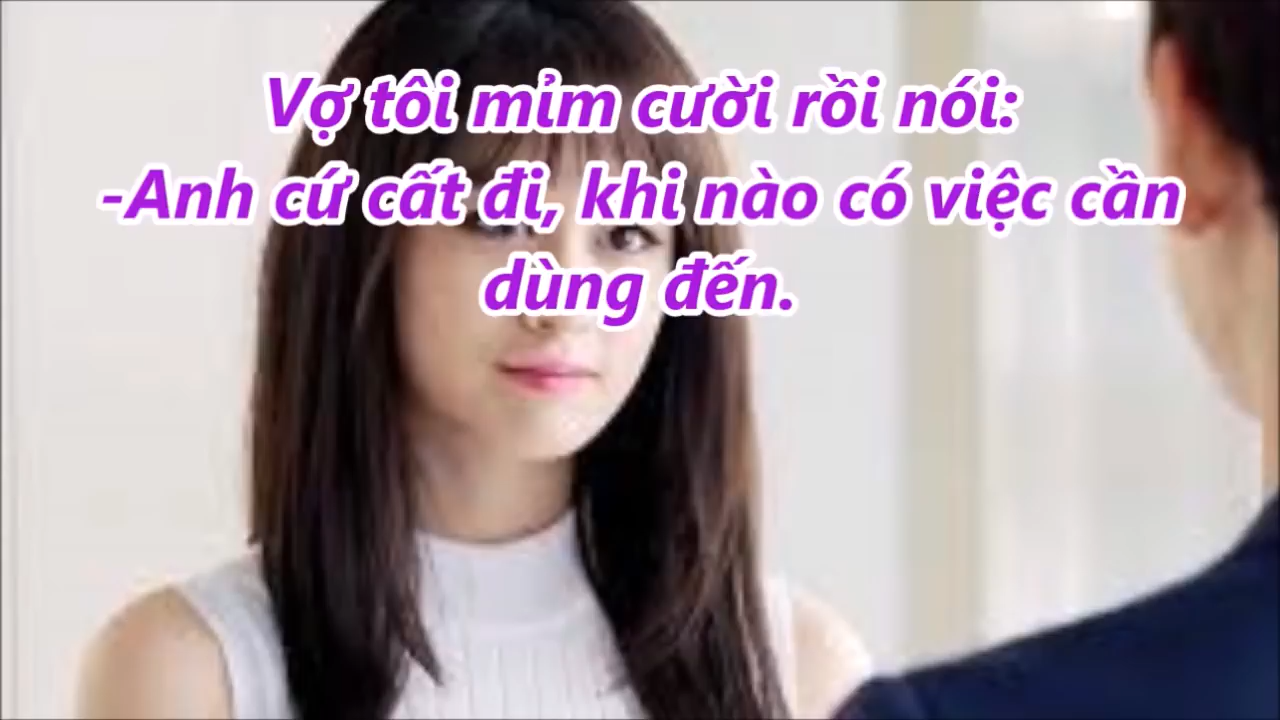 Vợ tôi mỉm cười rồi nói:
-Anh cứ cất đi, khi nào có việc cần
dùng đến.